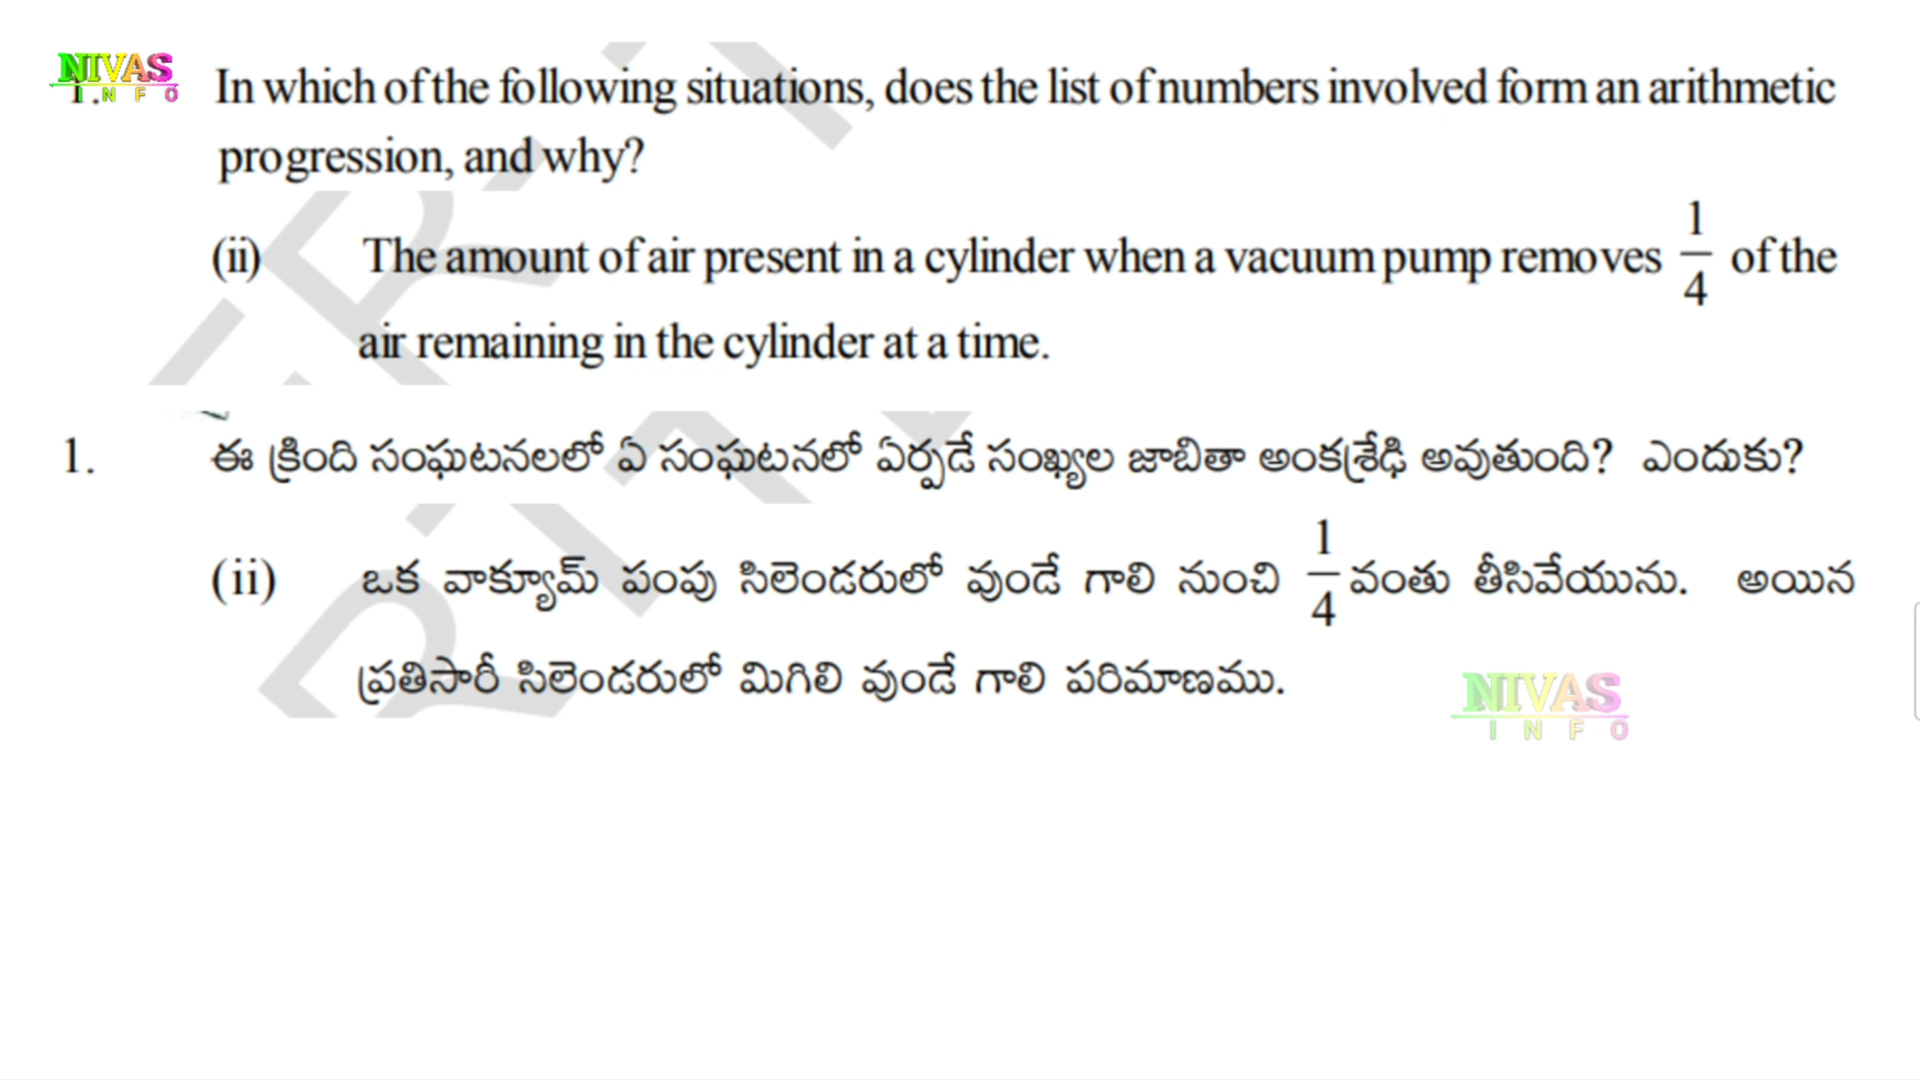 NIVAS
INFO
1. In which of the following situations, does the list of numbers involved form an arithmetic
progression, and why?
(ii) The amount of air present in a cylinder when a vacuum pump removes 1/4 of the
air remaining in the cylinder at a time.
1. ఈ క్రింది సంఘటనలలో ఏ సంఘటనలో ఏర్పడే సంఖ్యల జాబితా అంకశ్రేఢి అవుతుంది? ఎందుకు?
(ii) ఒక వాక్యూమ్ పంపు సిలెండరులో వుండే గాలి నుంచి 1/4 వంతు తీసివేయును. అయిన
ప్రతిసారీ సిలెండరులో మిగిలి వుండే గాలి పరిమాణము.
NIVAS
INFO